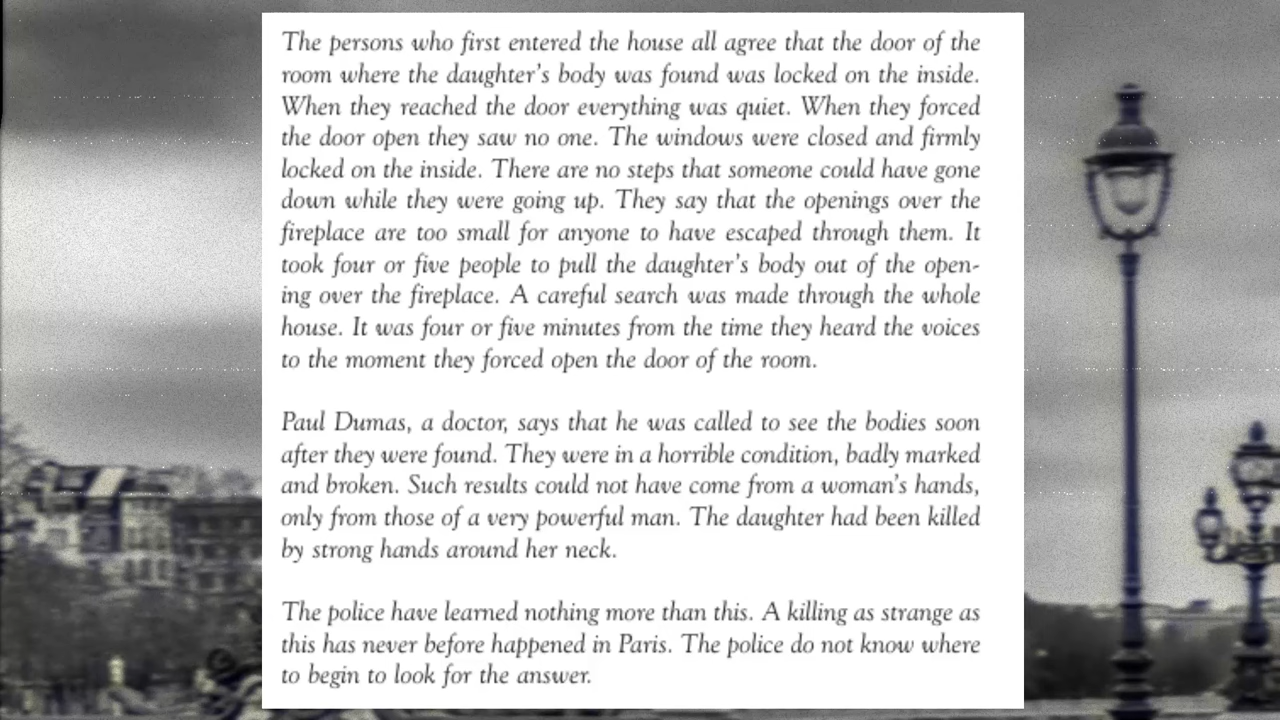 The persons who first entered the house all agree that the door of the
room where the daughter's body was found was locked on the inside.
When they reached the door everything was quiet. When they forced
the door open they saw no one. The windows were closed and firmly
locked on the inside. There are no steps that someone could have gone
down while they were going up. They say that the openings over the
fireplace are too small for anyone to have escaped through them. It
took four or five people to pull the daughter's body out of the open-
ing over the fireplace. A careful search was made through the whole
house. It was four or five minutes from the time they heard the voices
to the moment they forced open the door of the room.
Paul Dumas, a doctor, says that he was called to see the bodies soon
after they were found. They were in a horrible condition, badly marked
and broken. Such results could not have come from a woman's hands,
only from those of a very powerful man. The daughter had been killed
by strong hands around her neck.
The police have learned nothing more than this. A killing as strange as
this has never before happened in Paris. The police do not know where
to begin to look for the answer.